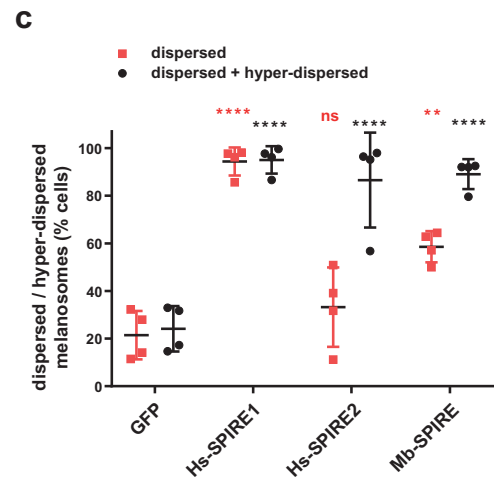 c
dispersed
dispersed + hyper-dispersed
**** **** ns **** ** ****
dispersed / hyper-dispersed
melanosomes (% cells)
100
80
60
40
20
0
GFP
Hs-SPIRE1
Hs-SPIRE2
Mb-SPIRE